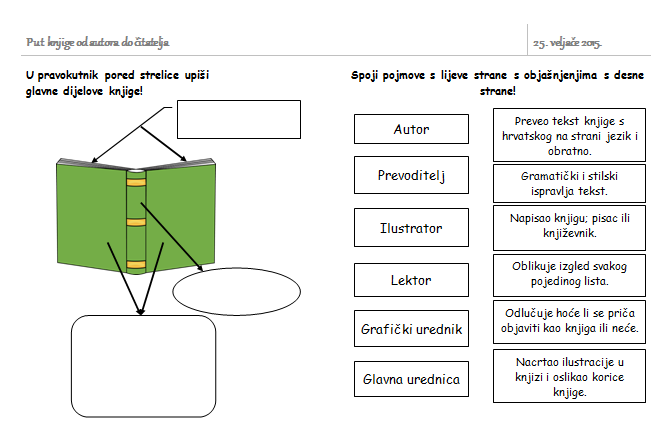 Put knjige od autora do čitatelja
25. veljače 2015.
U pravokutnik pored strelice upiši
glavne dijelove knjige!
Spoji pojmove s lijeve strane s objašnjenjima s desne
strane!
Autor
Prevoditelj
Ilustrator
Lektor
Grafički urednik
Glavna urednica
Preveo tekst knjige s
hrvatskog na strani jezik i
obratno.
Gramatički i stilski
ispravlja tekst.
Napisao knjigu; pisac ili
književnik.
Oblikuje izgled svakog
pojedinog lista.
Odlučuje hoće li se priča
objaviti kao knjiga ili neće.
Nacrtao ilustracije u
knjizi i oslikao korice
knjige.